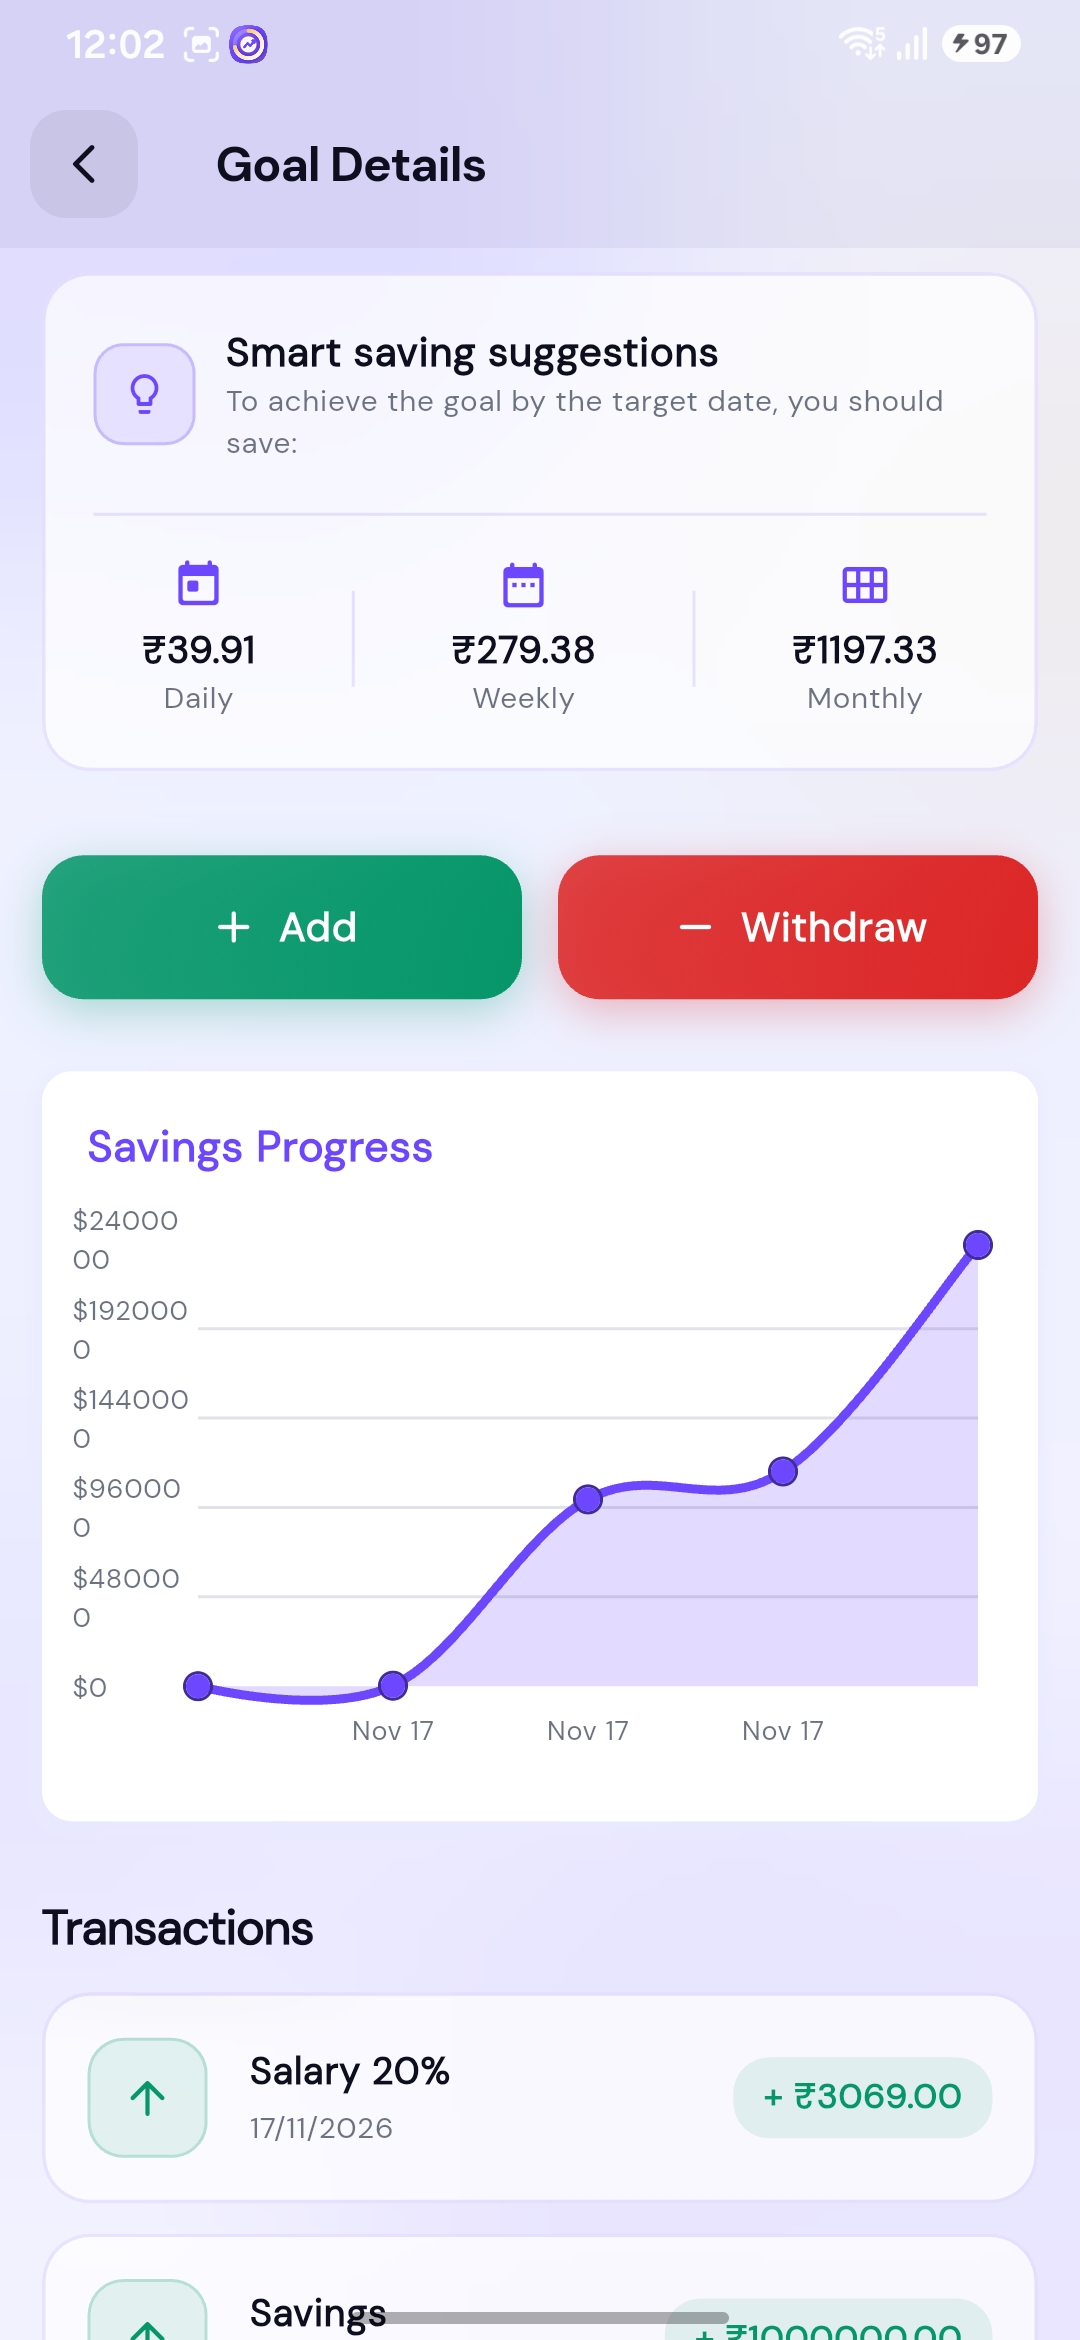 12:02
5
97
Goal Details
Smart saving suggestions
To achieve the goal by the target date, you should
save:
₹39.91
Daily
₹279.38
Weekly
₹1197.33
Monthly
+ Add
− Withdraw
Savings Progress
$24000
00
$192000
0
$144000
0
$96000
0
$48000
0
$0
Nov 17
Nov 17
Nov 17
Transactions
Salary 20%
17/11/2026
+ ₹3069.00
Savings
+ ₹1000000.00